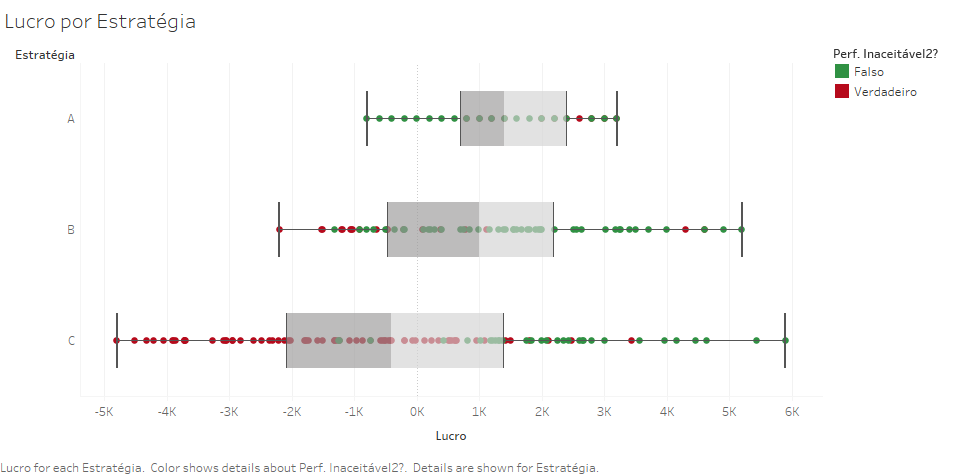 Lucro por Estratégia
Estratégia
Perf. Inaceitável2?
Falso
Verdadeiro
A
B
C
-5K -4K -3K -2K -1K 0K 1K 2K 3K 4K 5K 6K
Lucro
Lucro for each Estratégia.  Color shows details about Perf. Inaceitável2?.  Details are shown for Estratégia.